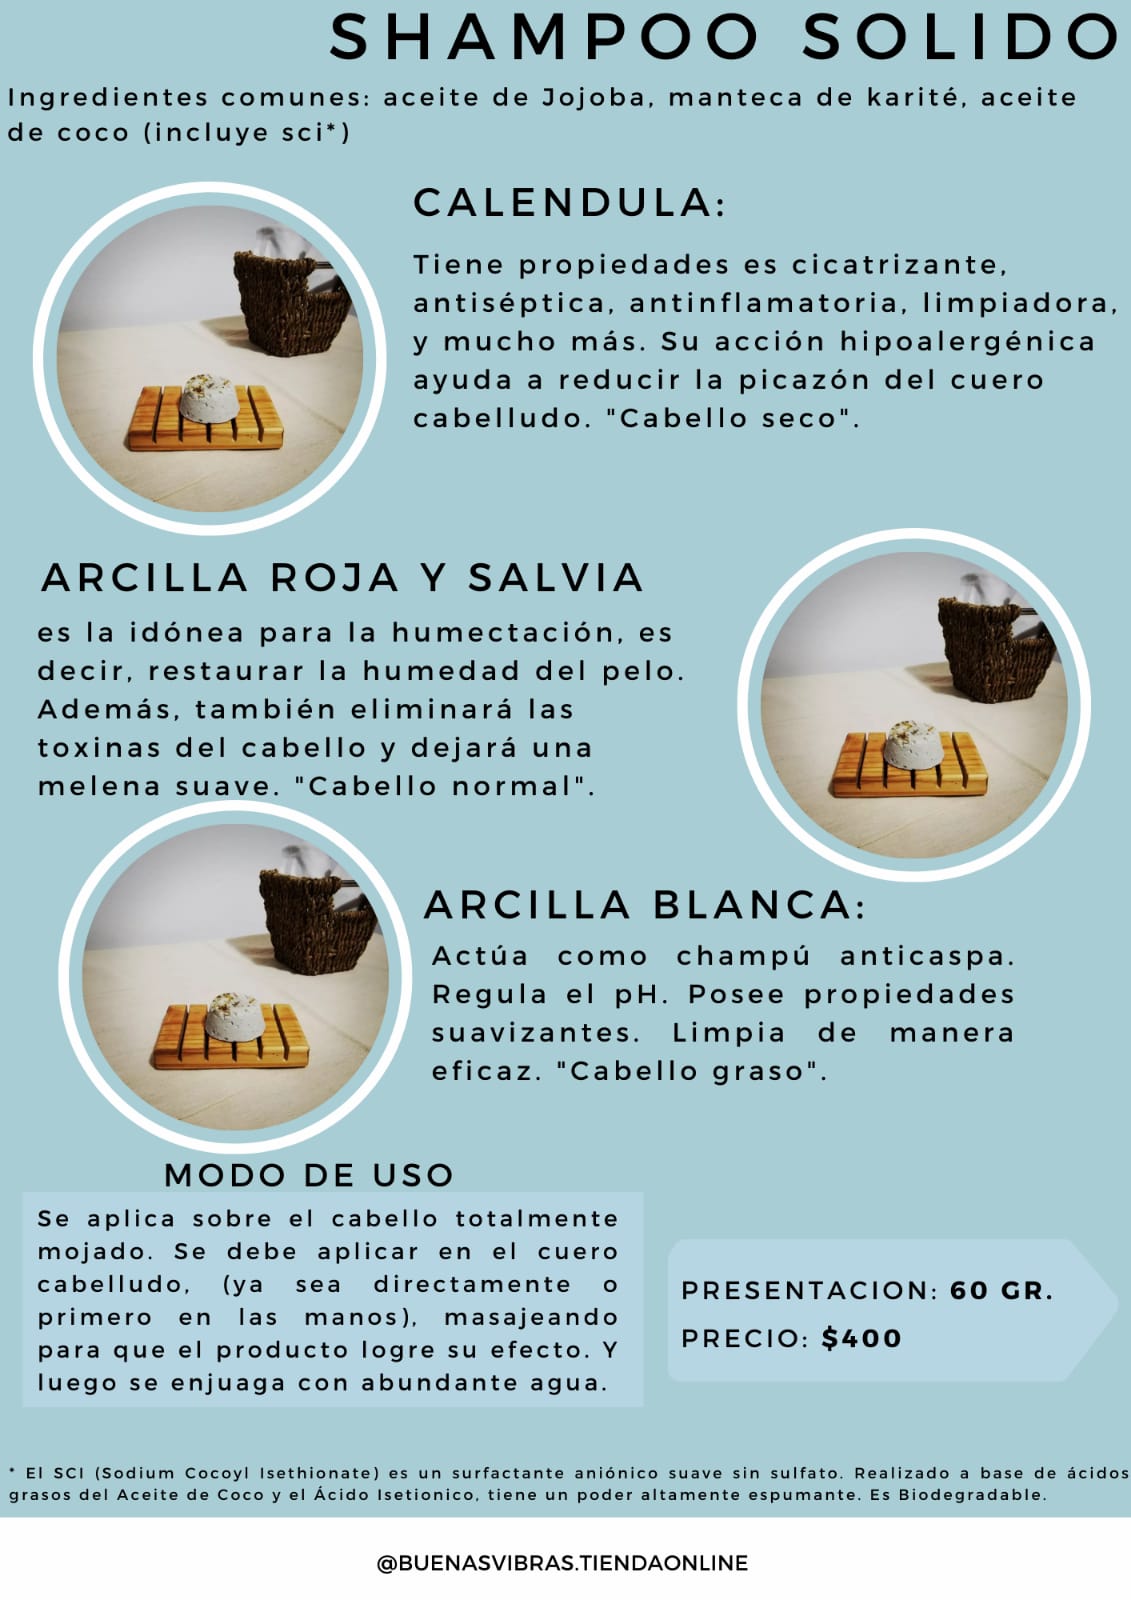 SHAMPOO SOLIDO
Ingredientes comunes: aceite de Jojoba, manteca de karité, aceite
de coco (incluye sci*)
CALENDULA:
Tiene propiedades es cicatrizante,
antiséptica, antinflamatoria, limpiadora,
y mucho más. Su acción hipoalergénica
ayuda a reducir la picazón del cuero
cabelludo. "Cabello seco".
ARCILLA ROJA Y SALVIA
es la idónea para la humectación, es
decir, restaurar la humedad del pelo.
Además, también eliminará las
toxinas del cabello y dejará una
melena suave. "Cabello normal".
ARCILLA BLANCA:
Actúa como champú anticaspa.
Regula el pH. Posee propiedades
suavizantes. Limpia de manera
eficaz. "Cabello graso".
MODO DE USO
Se aplica sobre el cabello totalmente
mojado. Se debe aplicar en el cuero
cabelludo, (ya sea directamente o
primero en las manos), masajeando
para que el producto logre su efecto. Y
luego se enjuaga con abundante agua.
PRESENTACION: 60 GR.
PRECIO: $400
* El SCI (Sodium Cocoyl Isethionate) es un surfactante aniónico suave sin sulfato. Realizado a base de ácidos
grasos del Aceite de Coco y el Ácido Isetionico, tiene un poder altamente espumante. Es Biodegradable.
@BUENASVIBRAS.TIENDAONLINE